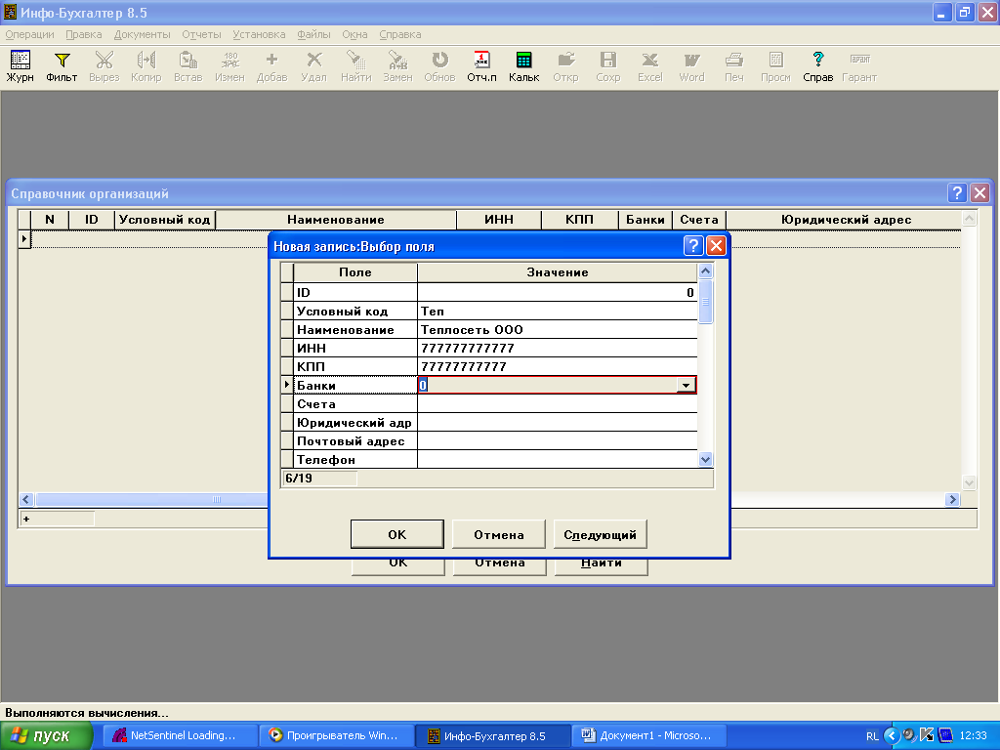 Инфо-Бухгалтер 8.5
Операции Правка Документы Отчеты Установка Файлы Окна Справка
Журн Фильт Вырез Копир Встав Измен Добав Удал Найти Замен Обнов Отч.п Кальк Откр Сохр Excel Word Печ Просм Справ Гарант
Справочник организаций
N ID Условный код Наименование ИНН КПП Банки Счета Юридический адрес
Новая запись:Выбор поля
Поле Значение
ID 0
Условный код Теп
Наименование Теплосеть ООО
ИНН 777777777777
КПП 77777777777
Банки 0
Счета
Юридический адр
Почтовый адрес
Телефон
6/19
+
ОК Отмена Следующий
ОК Отмена Найти
Выполняются вычисления...
пуск NetSentinel Loading... Проигрыватель Win... Инфо-Бухгалтер 8.5 Документ1 - Microso... RL 12:33